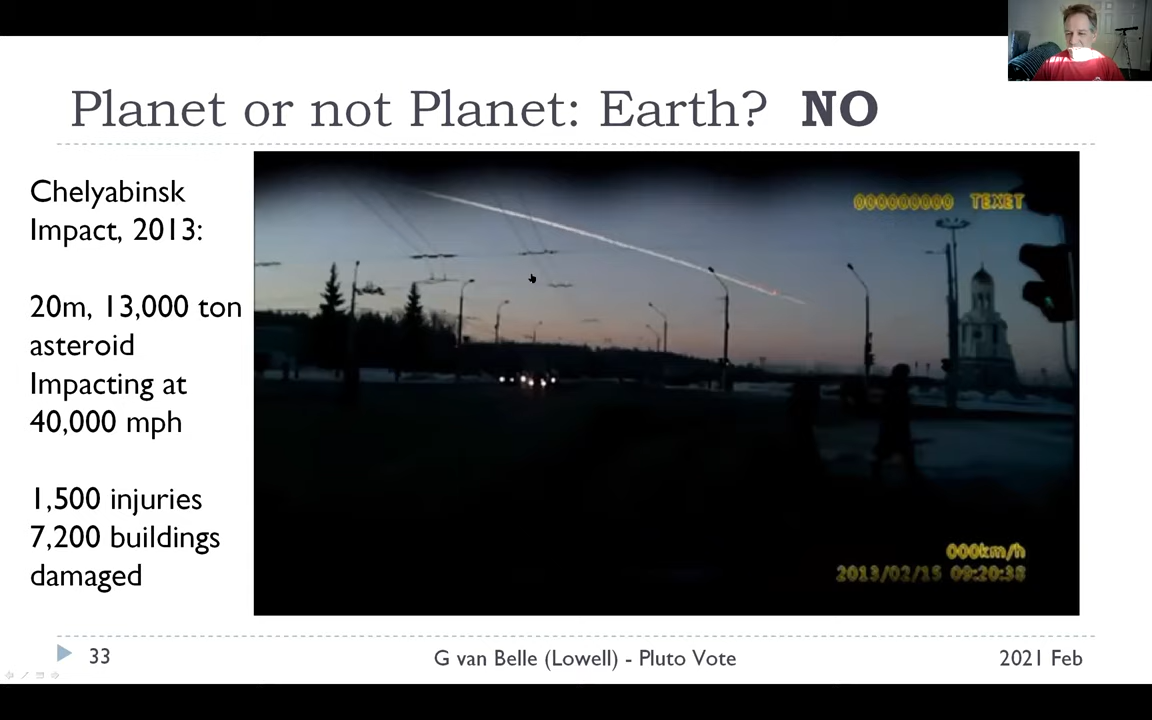 Planet or not Planet: Earth? NO
Chelyabinsk
Impact, 2013:
20m, 13,000 ton
asteroid
Impacting at
40,000 mph
1,500 injuries
7,200 buildings
damaged
000000000 TEXET
000km/h
2013/02/15 09:20:38
33
G van Belle (Lowell) - Pluto Vote
2021 Feb